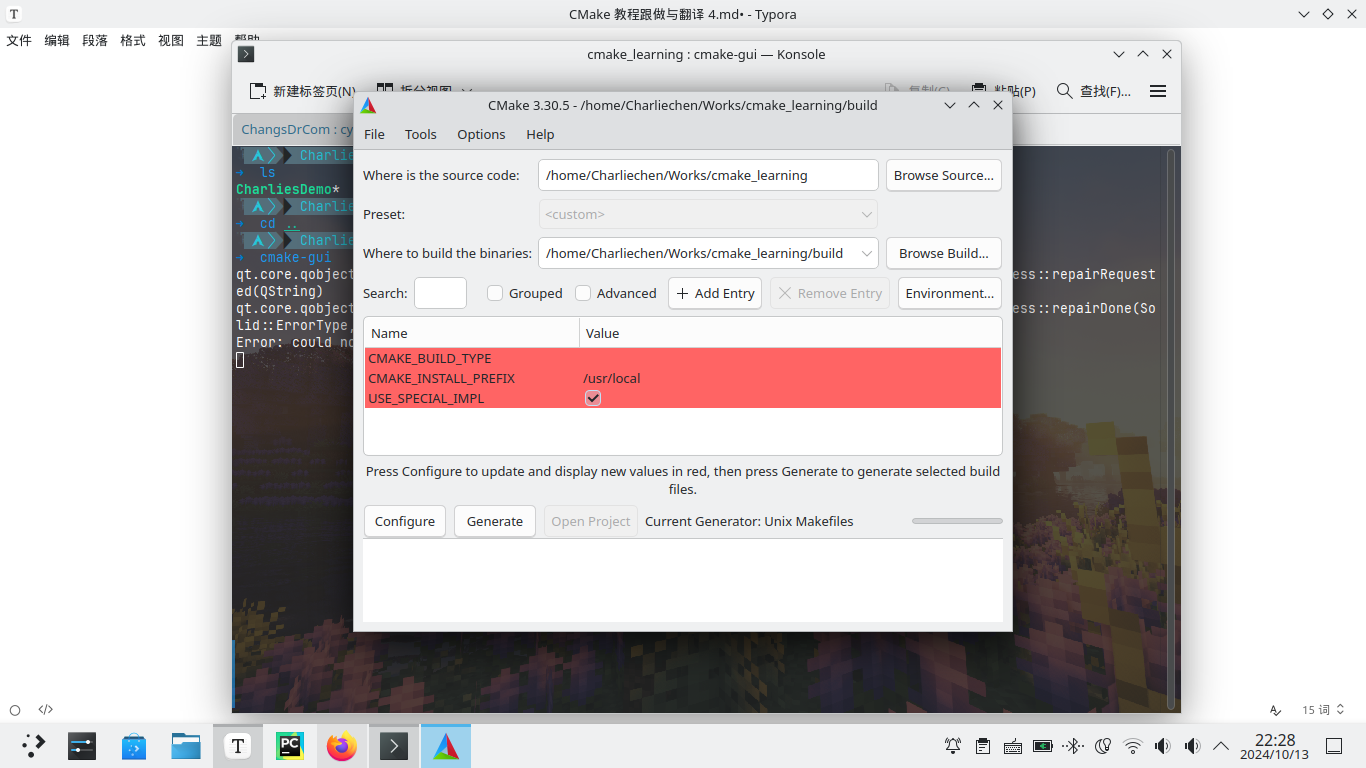 CMake 教程跟做与翻译 4.md• - Typora
文件 编辑 段落 格式 视图 主题 帮助
cmake_learning : cmake-gui — Konsole
新建标签页(N) 拆分视图 复制(C) 粘贴(P) 查找(F)...
CMake 3.30.5 - /home/Charliechen/Works/cmake_learning/build
ChangsDrCom : cy
File Tools Options Help
Charlie
→ ls
CharliesDemo*
Charlie
→ cd ..
Charlie
→ cmake-gui
qt.core.qobject ess::repairRequest
ed(QString)
qt.core.qobject ess::repairDone(So
lid::ErrorType,
Error: could no
Where is the source code: /home/Charliechen/Works/cmake_learning Browse Source...
Preset: <custom>
Where to build the binaries: /home/Charliechen/Works/cmake_learning/build Browse Build...
Search: Grouped Advanced Add Entry Remove Entry Environment...
Name Value
CMAKE_BUILD_TYPE
CMAKE_INSTALL_PREFIX /usr/local
USE_SPECIAL_IMPL
Press Configure to update and display new values in red, then press Generate to generate selected build
files.
Configure Generate Open Project Current Generator: Unix Makefiles
15 词
T PC
22:28
2024/10/13